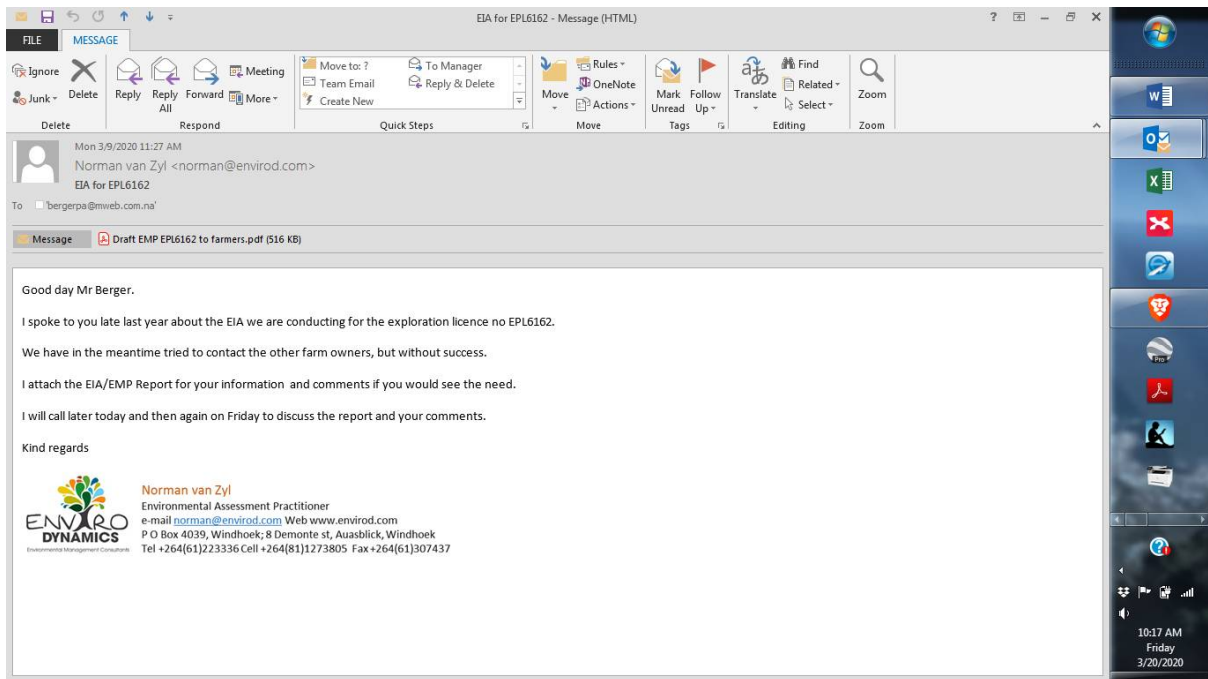 EIA for EPL6162 - Message (HTML)
FILE MESSAGE
Ignore
Junk
Delete
Reply
Reply All
Forward
Meeting
More
Move to: ?
Team Email
Create New
To Manager
Reply & Delete
Move
Rules
OneNote
Actions
Mark Unread
Follow Up
Translate
Find
Related
Select
Zoom
Delete Respond Quick Steps Move Tags Editing Zoom
Mon 3/9/2020 11:27 AM
Norman van Zyl <norman@envirod.com>
EIA for EPL6162
To 'bergerpa@mweb.com.na'
Message Draft EMP EPL6162 to farmers.pdf (516 KB)
Good day Mr Berger.
I spoke to you late last year about the EIA we are conducting for the exploration licence no EPL6162.
We have in the meantime tried to contact the other farm owners, but without success.
I attach the EIA/EMP Report for your information and comments if you would see the need.
I will call later today and then again on Friday to discuss the report and your comments.
Kind regards
ENVIRO
DYNAMICS
Environmental Management Consultants
Norman van Zyl
Environmental Assessment Practitioner
e-mail norman@envirod.com Web www.envirod.com
P O Box 4039, Windhoek; 8 Demonte st, Auasblick, Windhoek
Tel +264(61)223336 Cell +264(81)1273805 Fax +264(61)307437
Pro
10:17 AM
Friday
3/20/2020